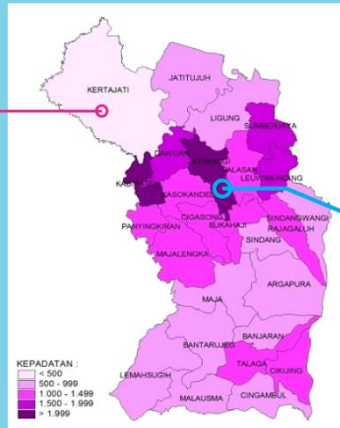 KERTAJATI
JATITUJUH
LIGUNG
SUMBERJAYA
DAWUAN
JATIWANGI
PALASAH
LEUWIMUNDING
KADIPATEN
KASOKANDEL
CIGASONG
SINDANGWANGI
PANYINGKIRAN
SUKAHAJI
RAJAGALUH
MAJALENGKA
SINDANG
ARGAPURA
MAJA
BANJARAN
BANTARUJEG
TALAGA
CIKIJING
LEMAHSUGIH
MALAUSMA
CINGAMBUL
KEPADATAN :
< 500
500 - 999
1.000 - 1.499
1.500 - 1.999
> 1.999